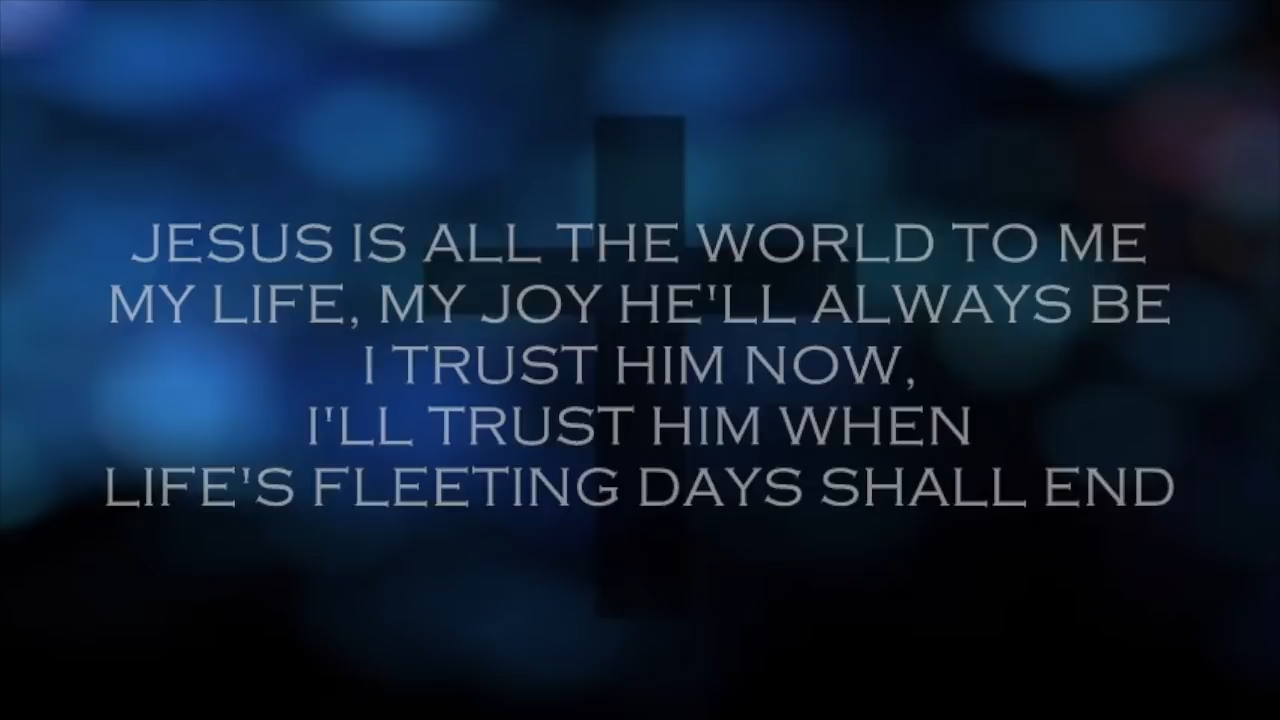 JESUS IS ALL THE WORLD TO ME
MY LIFE, MY JOY HE'LL ALWAYS BE
I TRUST HIM NOW,
I'LL TRUST HIM WHEN
LIFE'S FLEETING DAYS SHALL END